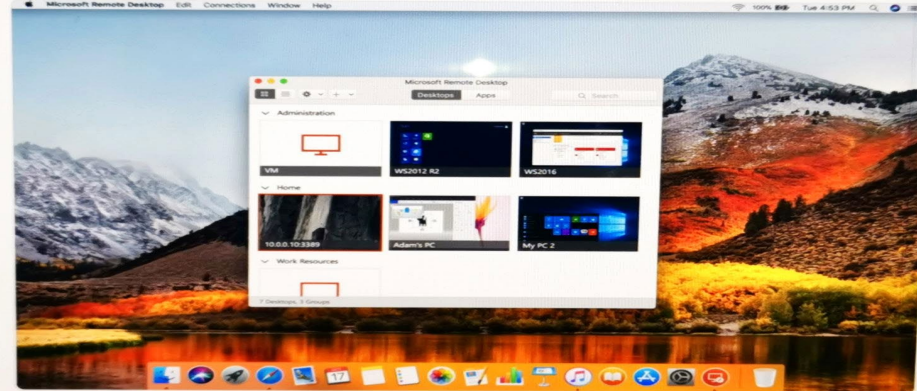 Microsoft Remote Desktop Edit Connections Window Help 100% Tue 4:53 PM
Microsoft Remote Desktop
Desktops Apps Search
Administration
VM WS2012 R2 WS2016
Home
10.0.0.10:3389 Adam's PC My PC 2
Work Resources
7 Desktops, 3 Groups
17